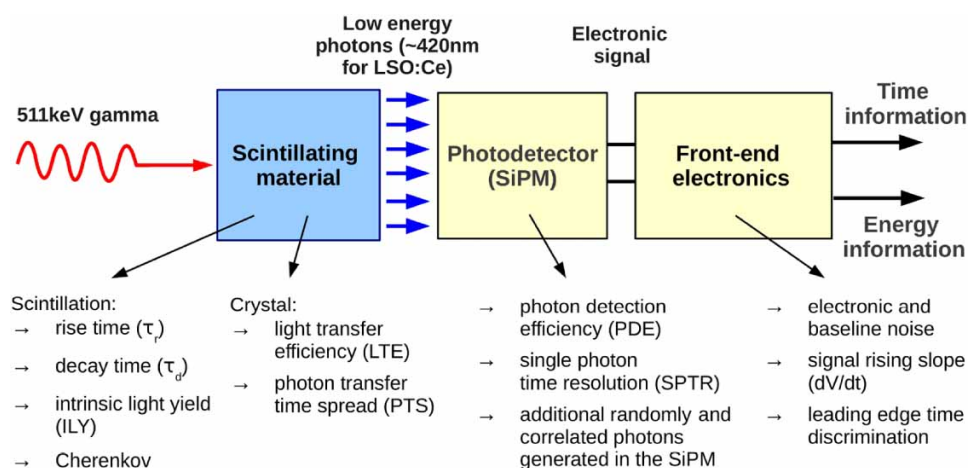 Low energy
photons (~420nm
for LSO:Ce)
Electronic
signal
511keV gamma
Scintillating
material
Photodetector
(SiPM)
Front-end
electronics
Time
information
Energy
information
Scintillation:
→ rise time (τr)
→ decay time (τd)
→ intrinsic light yield
(ILY)
→ Cherenkov
Crystal:
→ light transfer
efficiency (LTE)
→ photon transfer
time spread (PTS)
→ photon detection
efficiency (PDE)
→ single photon
time resolution (SPTR)
→ additional randomly and
correlated photons
generated in the SiPM
→ electronic and
baseline noise
→ signal rising slope
(dV/dt)
→ leading edge time
discrimination